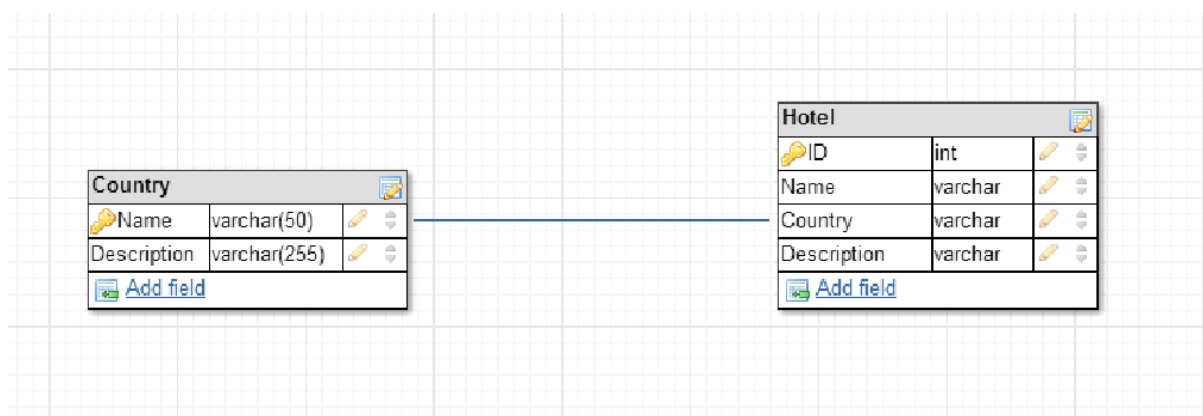 Country
Name varchar(50)
Description varchar(255)
Add field
Hotel
ID int
Name varchar
Country varchar
Description varchar
Add field